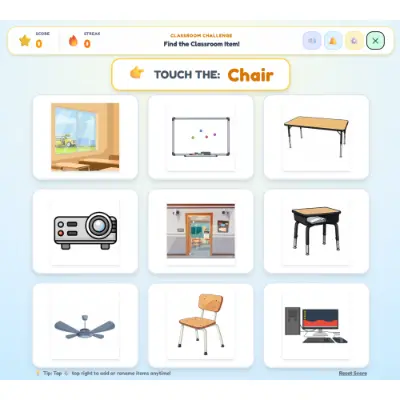 SCORE
0
STREAK
0
CLASSROOM CHALLENGE
Find the Classroom Item!
TOUCH THE: Chair
Tip: Tap top right to add or rename items anytime!
Reset Score